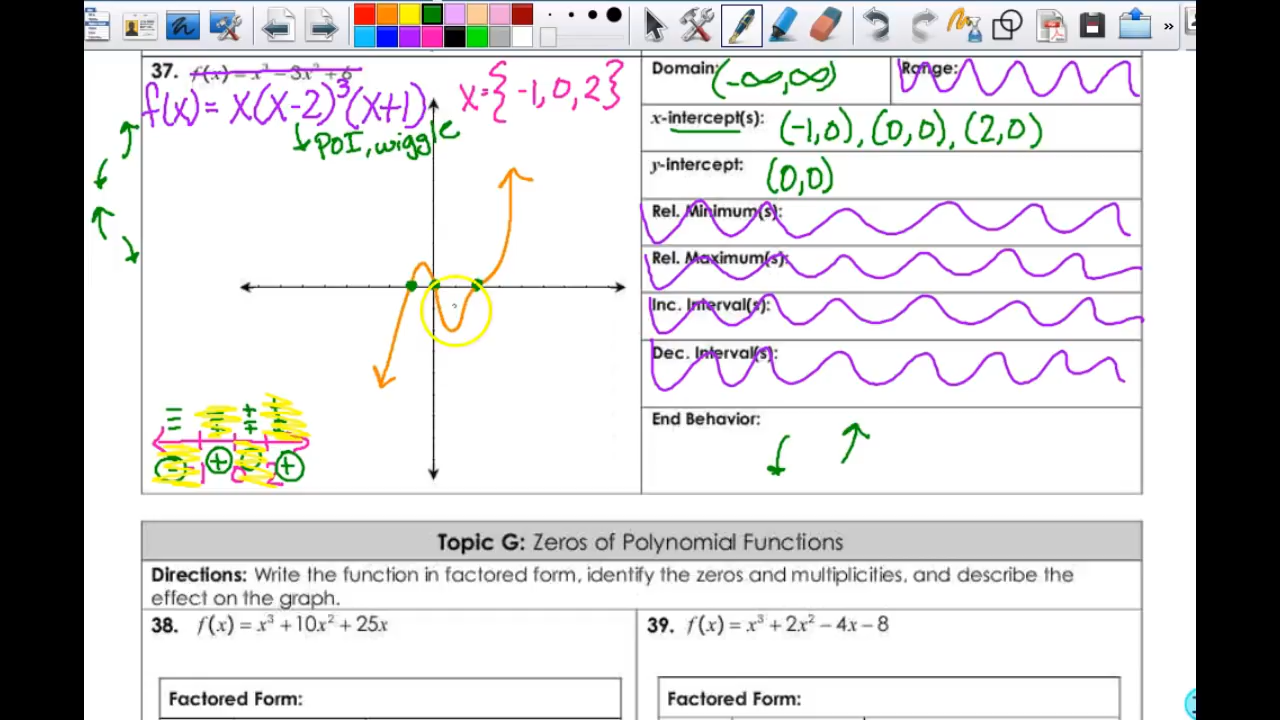 37. f(x) = x³ − 3x² + 6
f(x) = x(x-2)³(x+1)
x = {-1, 0, 2}
↳ POI, wiggle
Domain: (-∞,∞)
Range:
x-intercept(s): (-1,0), (0,0), (2,0)
y-intercept: (0,0)
Rel. Minimum(s):
Rel. Maximum(s):
Inc. Interval(s):
Dec. Interval(s):
End Behavior:
- + - +
-1 0 2
Topic G: Zeros of Polynomial Functions
Directions: Write the function in factored form, identify the zeros and multiplicities, and describe the
effect on the graph.
38. f(x) = x³ + 10x² + 25x
39. f(x) = x³ + 2x² − 4x − 8
Factored Form:
Factored Form: